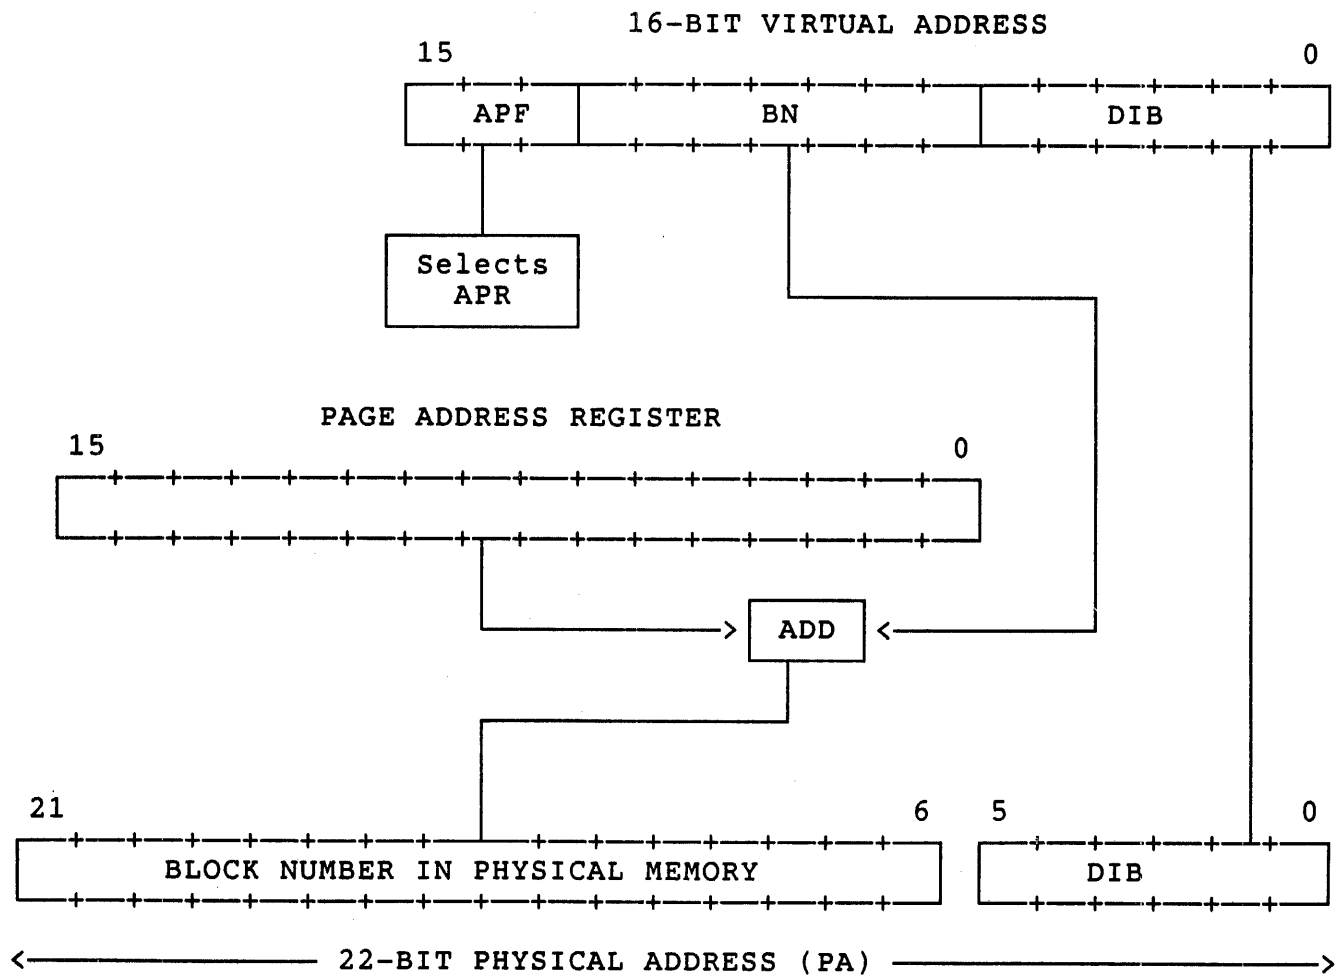 16-BIT VIRTUAL ADDRESS
15 0
APF BN DIB
Selects
APR
PAGE ADDRESS REGISTER
15 0
ADD
21 6 5 0
BLOCK NUMBER IN PHYSICAL MEMORY DIB
22-BIT PHYSICAL ADDRESS (PA)